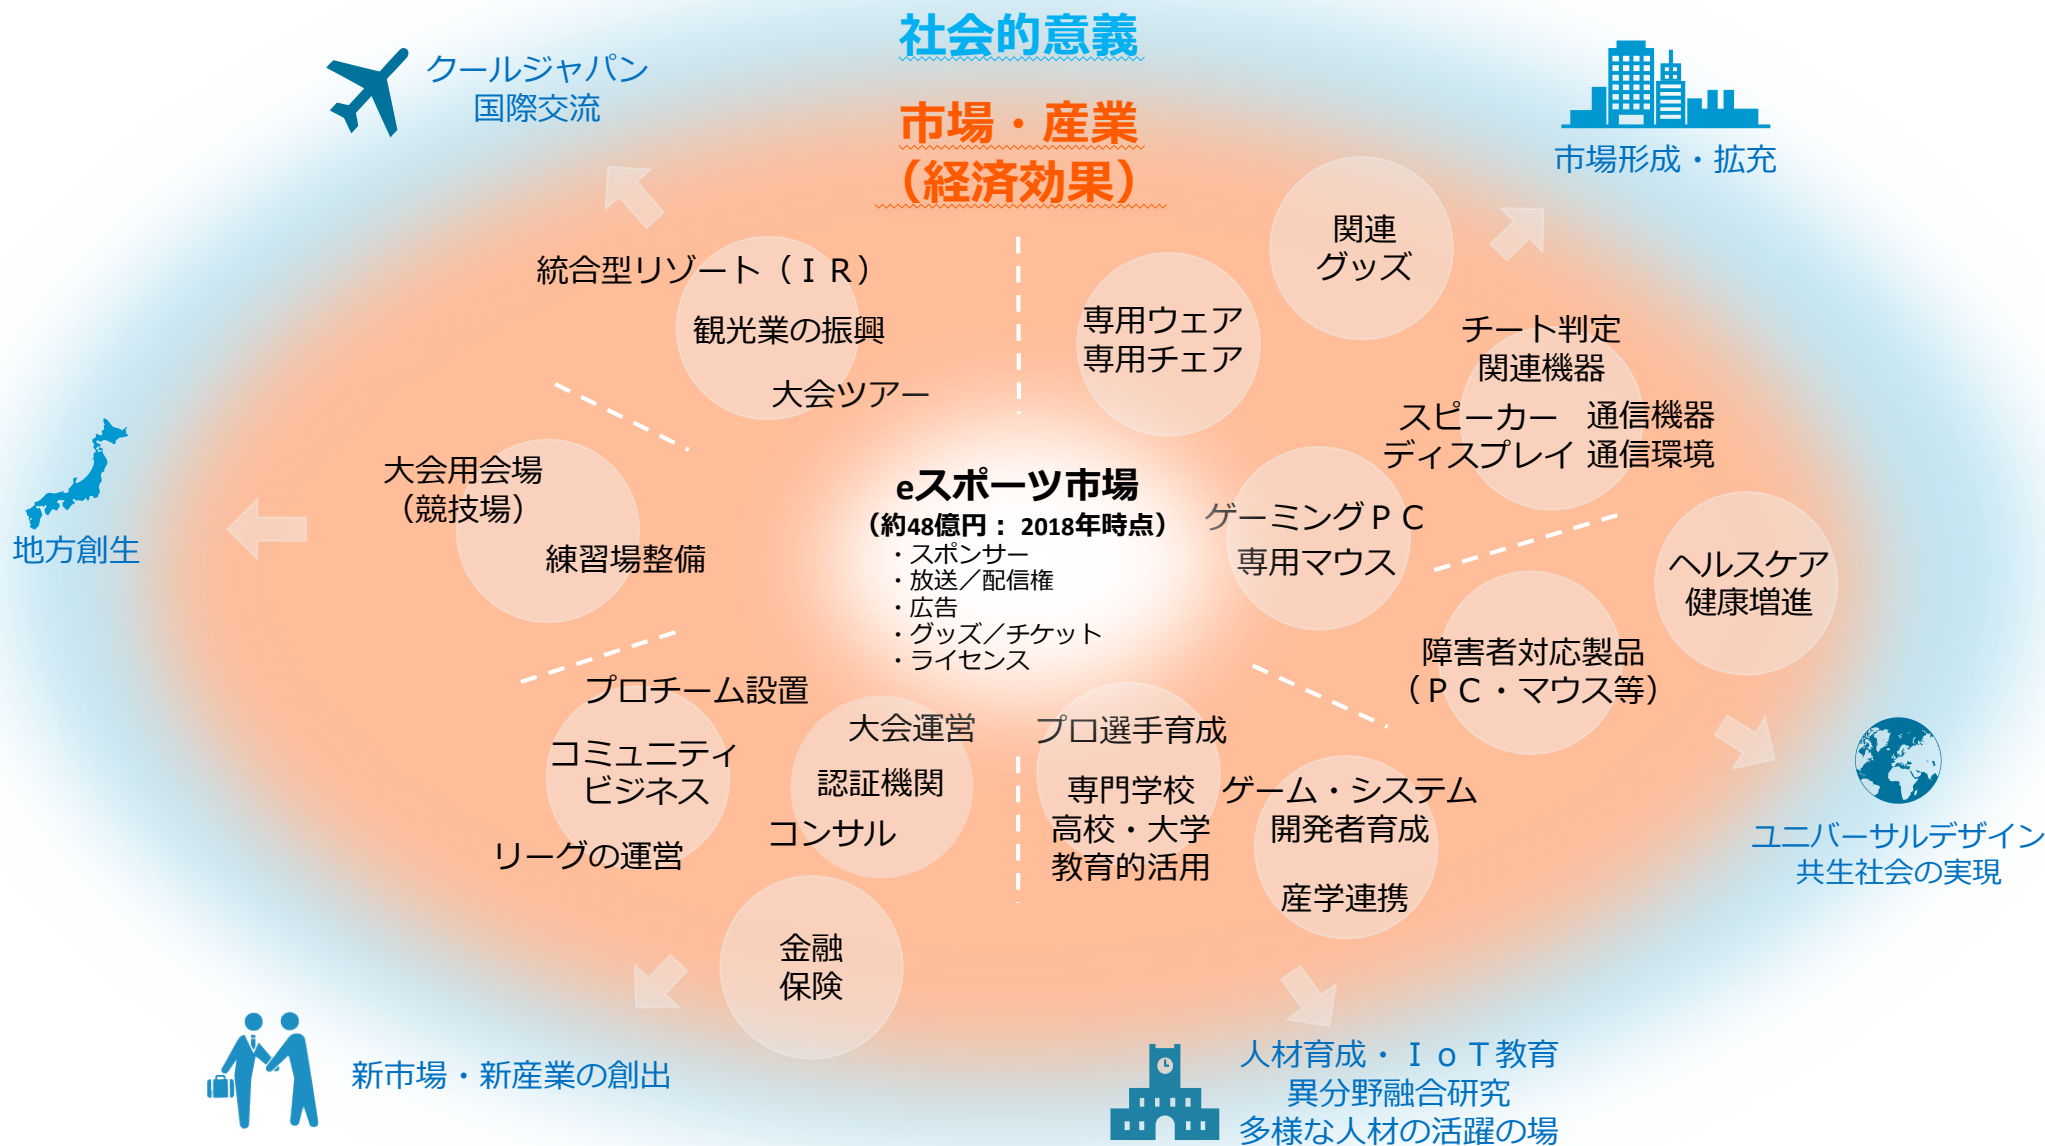 社会的意義
市場・産業
（経済効果）
クールジャパン
国際交流
市場形成・拡充
統合型リゾート（ＩＲ）
観光業の振興
大会ツアー
専用ウェア
専用チェア
関連
グッズ
チート判定
関連機器
スピーカー
ディスプレイ
通信機器
通信環境
ゲーミングＰＣ
専用マウス
大会用会場
（競技場）
練習場整備
地方創生
eスポーツ市場
（約48億円：2018年時点）
・スポンサー
・放送／配信権
・広告
・グッズ／チケット
・ライセンス
ヘルスケア
健康増進
障害者対応製品
（ＰＣ・マウス等）
ユニバーサルデザイン
共生社会の実現
プロチーム設置
コミュニティ
ビジネス
リーグの運営
大会運営
認証機関
コンサル
金融
保険
プロ選手育成
専門学校
高校・大学
教育的活用
ゲーム・システム
開発者育成
産学連携
新市場・新産業の創出
人材育成・ＩｏＴ教育
異分野融合研究
多様な人材の活躍の場